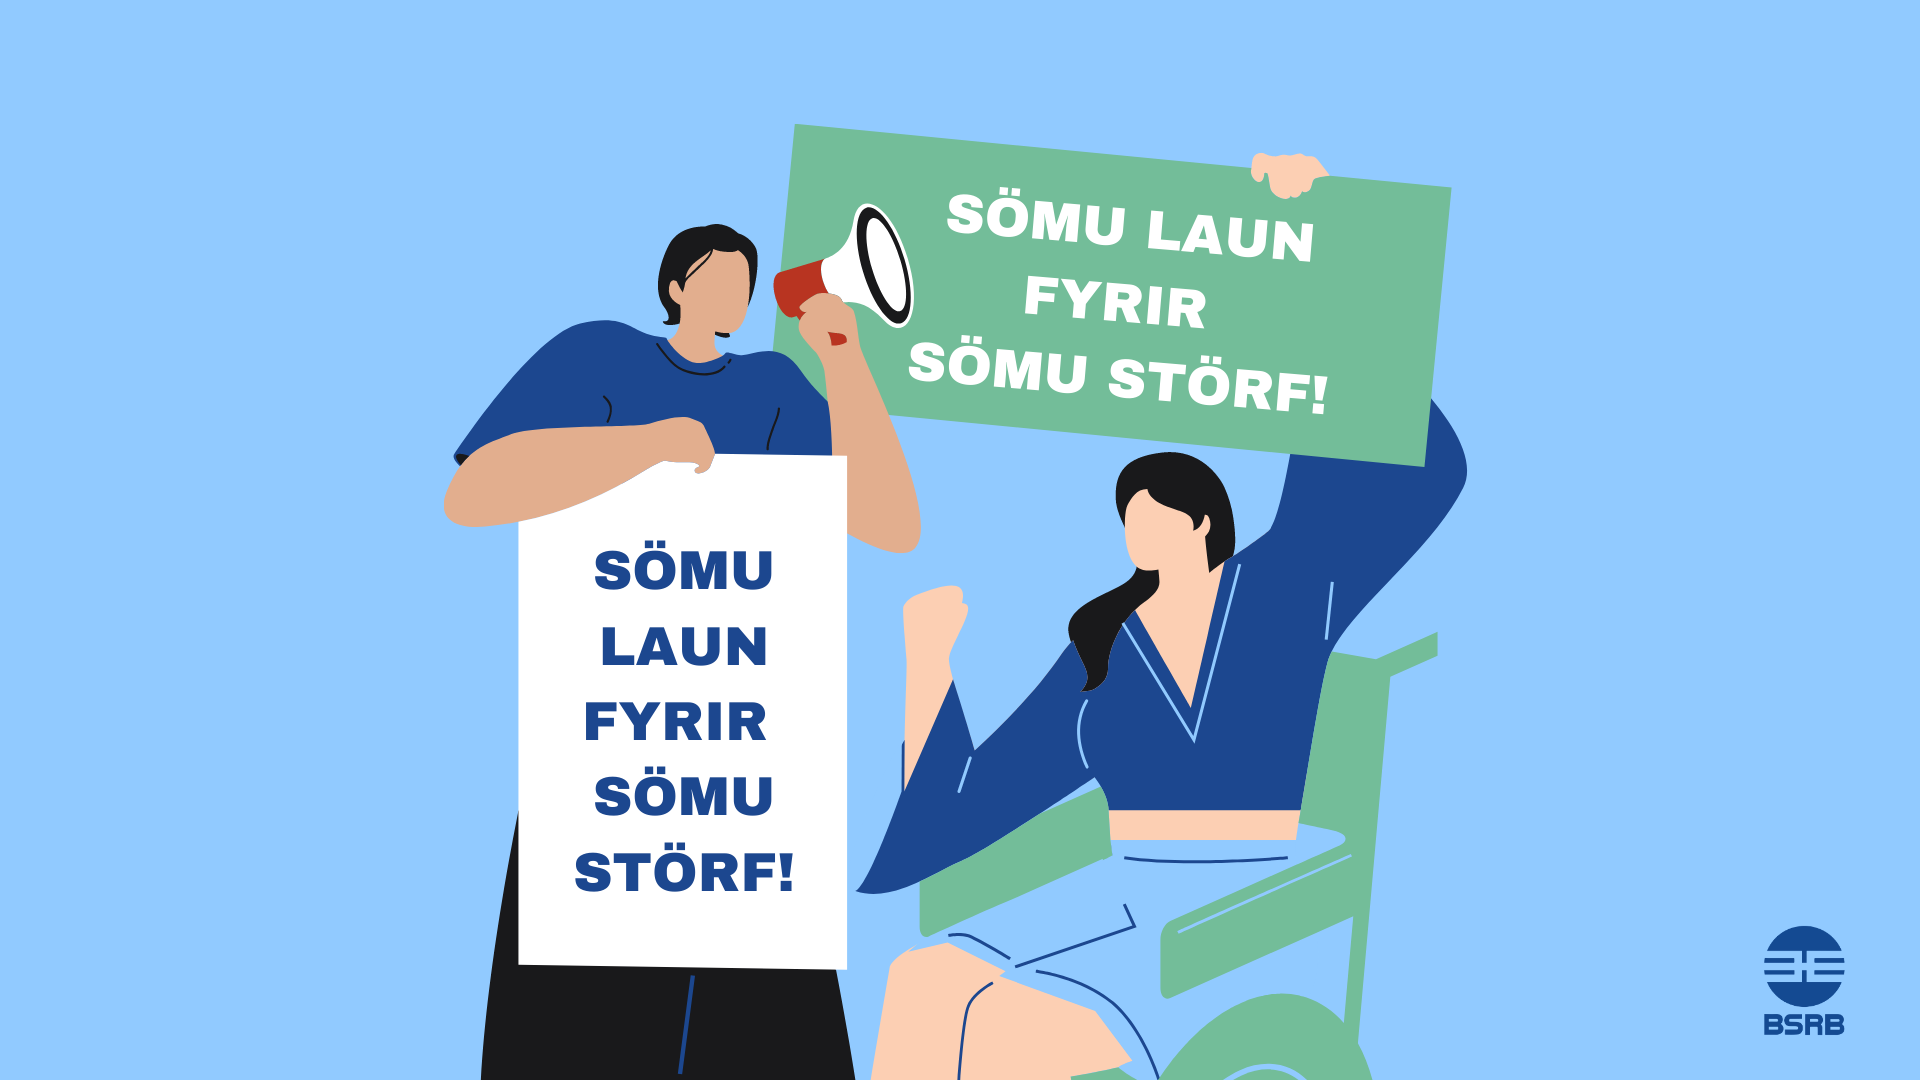 SÖMU LAUN
FYRIR
SÖMU STÖRF!
SÖMU
LAUN
FYRIR
SÖMU
STÖRF!
BSRB